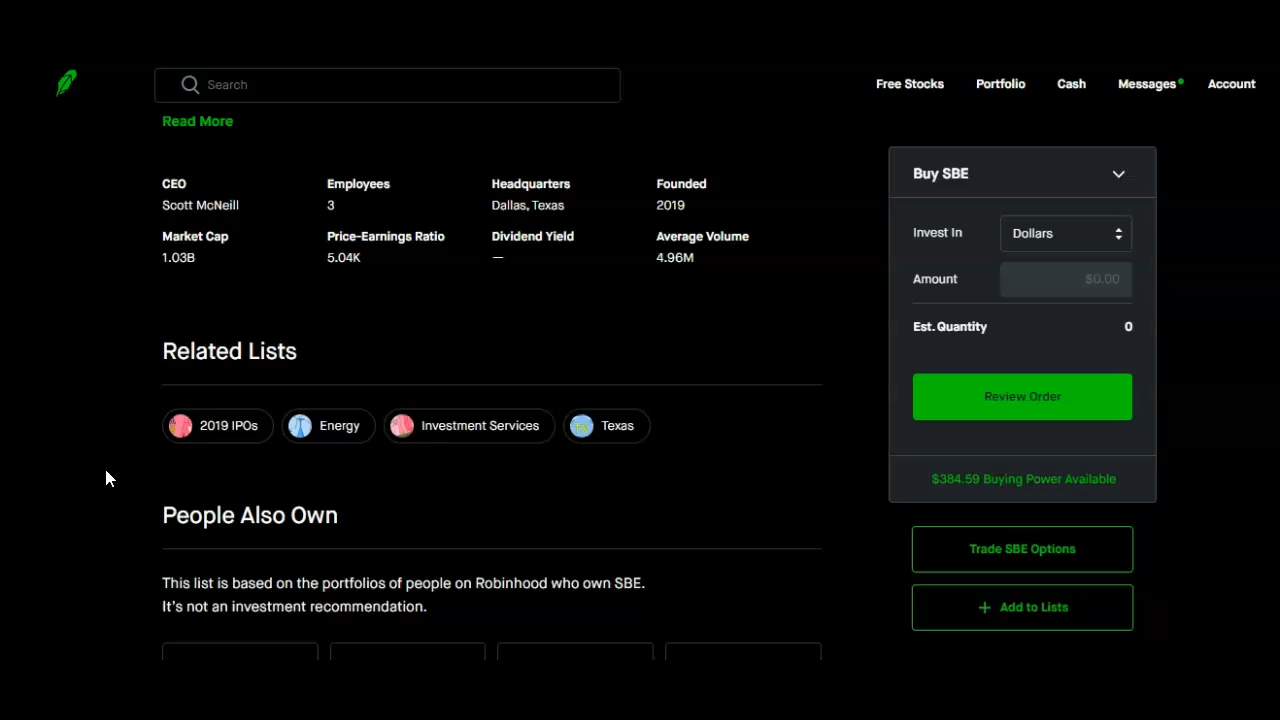 Search
Free Stocks Portfolio Cash Messages Account
Read More
CEO Employees Headquarters Founded
Scott McNeill 3 Dallas, Texas 2019
Market Cap Price-Earnings Ratio Dividend Yield Average Volume
1.03B 5.04K — 4.96M
Related Lists
2019 IPOs Energy Investment Services Texas
People Also Own
This list is based on the portfolios of people on Robinhood who own SBE.
It's not an investment recommendation.
Buy SBE
Invest In Dollars
Amount $0.00
Est. Quantity 0
Review Order
$384.59 Buying Power Available
Trade SBE Options
+ Add to Lists